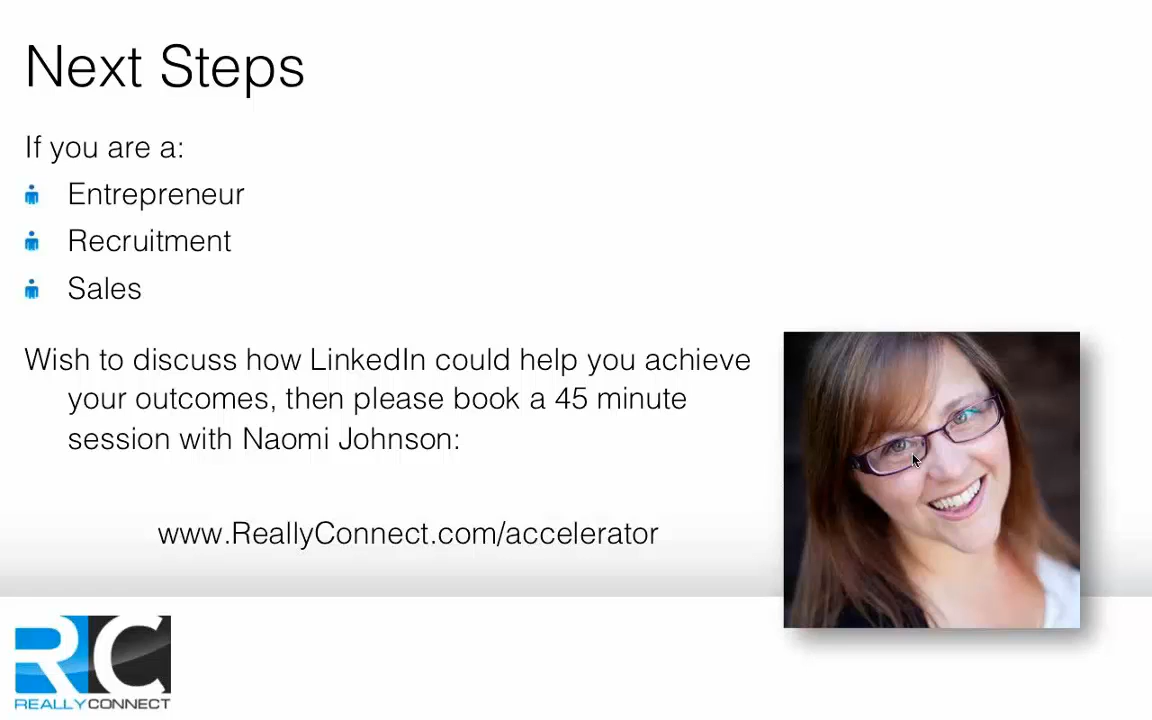 Next Steps
If you are a:
Entrepreneur
Recruitment
Sales
Wish to discuss how LinkedIn could help you achieve
your outcomes, then please book a 45 minute
session with Naomi Johnson:
www.ReallyConnect.com/accelerator
RC
REALLYCONNECT